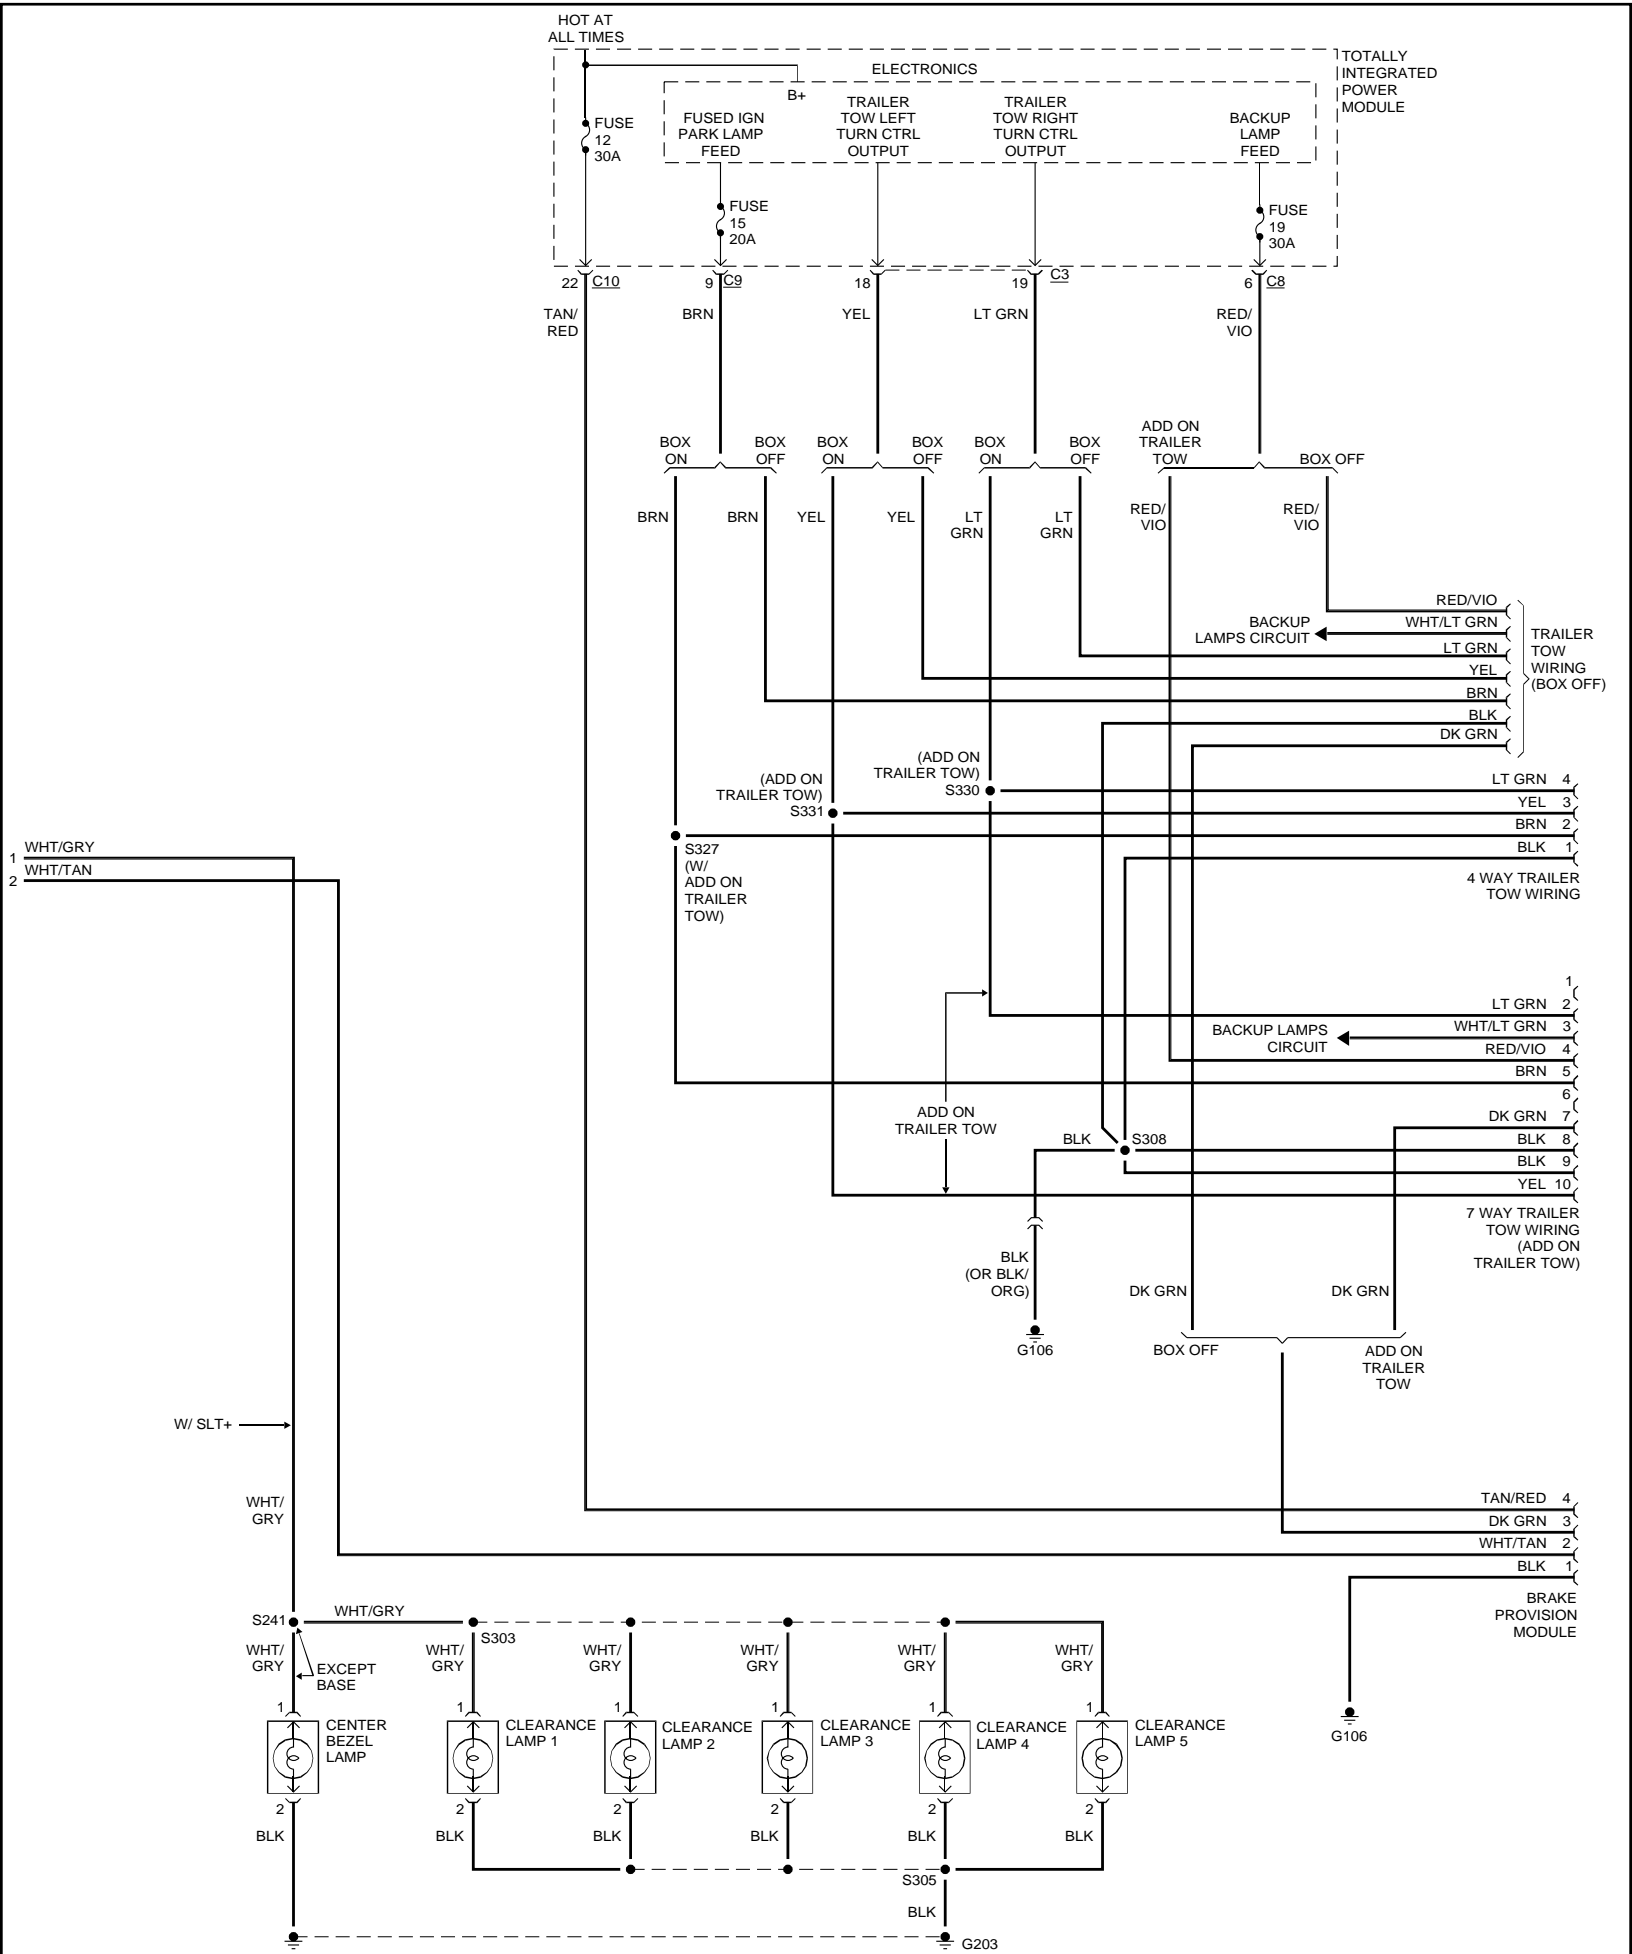 HOT AT
ALL TIMES
TOTALLY
INTEGRATED
POWER
MODULE
ELECTRONICS
B+
FUSE
12
30A
FUSED IGN
PARK LAMP
FEED
TRAILER
TOW LEFT
TURN CTRL
OUTPUT
TRAILER
TOW RIGHT
TURN CTRL
OUTPUT
BACKUP
LAMP
FEED
FUSE
15
20A
FUSE
19
30A
22 C10
9 C9
18
19 C3
6 C8
TAN/
RED
BRN
YEL
LT GRN
RED/
VIO
BOX
ON
BOX
OFF
BOX
ON
BOX
OFF
BOX
ON
BOX
OFF
ADD ON
TRAILER
TOW
BOX OFF
BRN
BRN
YEL
YEL
LT
GRN
LT
GRN
RED/
VIO
RED/
VIO
RED/VIO
WHT/LT GRN
BACKUP
LAMPS CIRCUIT
LT GRN
YEL
BRN
BLK
DK GRN
TRAILER
TOW
WIRING
(BOX OFF)
(ADD ON
TRAILER TOW)
S330
(ADD ON
TRAILER TOW)
S331
S327
(W/
ADD ON
TRAILER
TOW)
LT GRN 4
YEL 3
BRN 2
BLK 1
4 WAY TRAILER
TOW WIRING
1 WHT/GRY
2 WHT/TAN
1
LT GRN 2
WHT/LT GRN 3
BACKUP LAMPS
CIRCUIT
RED/VIO 4
BRN 5
6
DK GRN 7
BLK 8
BLK 9
YEL 10
7 WAY TRAILER
TOW WIRING
(ADD ON
TRAILER TOW)
ADD ON
TRAILER TOW
BLK
S308
BLK
(OR BLK/
ORG)
G106
DK GRN
DK GRN
BOX OFF
ADD ON
TRAILER
TOW
W/ SLT+
WHT/
GRY
TAN/RED 4
DK GRN 3
WHT/TAN 2
BLK 1
BRAKE
PROVISION
MODULE
G106
S241
WHT/GRY
S303
WHT/
GRY
EXCEPT
BASE
WHT/
GRY
WHT/
GRY
WHT/
GRY
WHT/
GRY
WHT/
GRY
1
1
1
1
1
1
CENTER
BEZEL
LAMP
CLEARANCE
LAMP 1
CLEARANCE
LAMP 2
CLEARANCE
LAMP 3
CLEARANCE
LAMP 4
CLEARANCE
LAMP 5
2
2
2
2
2
2
BLK
BLK
BLK
BLK
BLK
BLK
S305
BLK
G203